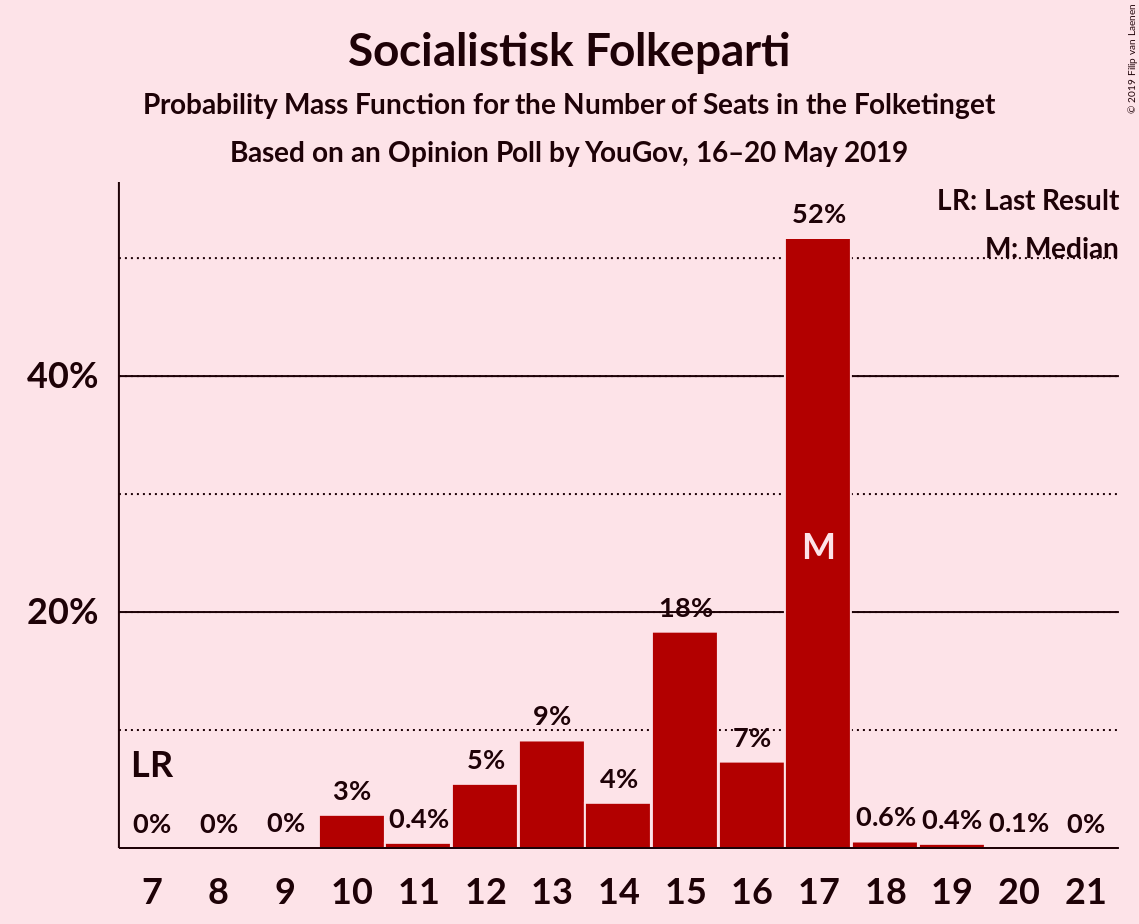 Socialistisk Folkeparti
Probability Mass Function for the Number of Seats in the Folketinget
Based on an Opinion Poll by YouGov, 16–20 May 2019
© 2019 Filip van Laenen
LR: Last Result
M: Median
40%
20%
LR
M
0%
0%
0%
3%
0.4%
5%
9%
4%
18%
7%
52%
0.6%
0.4%
0.1%
0%
7 8 9 10 11 12 13 14 15 16 17 18 19 20 21